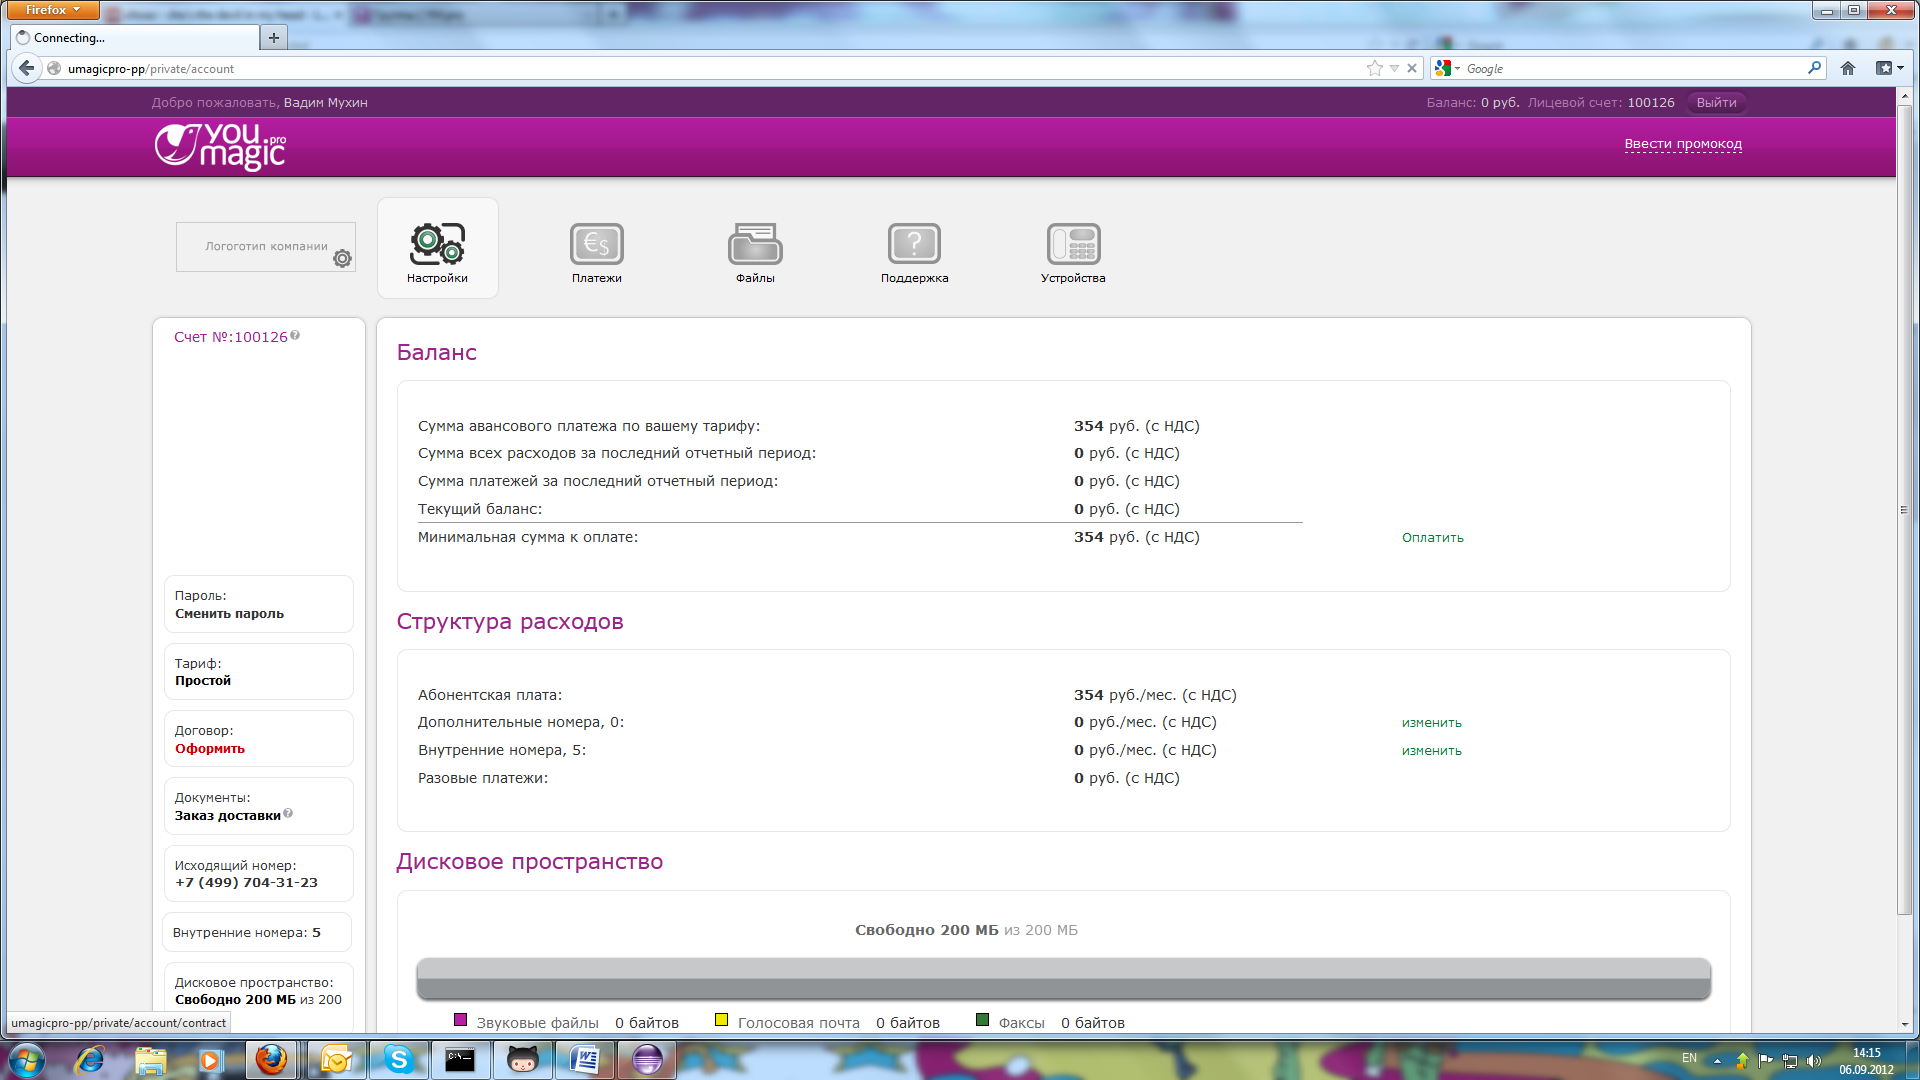 Firefox
Connecting...
umagicpro-pp/private/account
Google
Добро пожаловать, Вадим Мухин
Баланс: 0 руб. Лицевой счет: 100126 Выйти
you magic .pro
Ввести промокод
Логотип компании
Настройки
Платежи
Файлы
Поддержка
Устройства
Счет №:100126
Пароль:
Сменить пароль
Тариф:
Простой
Договор:
Оформить
Документы:
Заказ доставки
Исходящий номер:
+7 (499) 704-31-23
Внутренние номера: 5
Дисковое пространство:
Свободно 200 МБ из 200
Баланс
Сумма авансового платежа по вашему тарифу: 354 руб. (с НДС)
Сумма всех расходов за последний отчетный период: 0 руб. (с НДС)
Сумма платежей за последний отчетный период: 0 руб. (с НДС)
Текущий баланс: 0 руб. (с НДС)
Минимальная сумма к оплате: 354 руб. (с НДС) Оплатить
Структура расходов
Абонентская плата: 354 руб./мес. (с НДС)
Дополнительные номера, 0: 0 руб./мес. (с НДС) изменить
Внутренние номера, 5: 0 руб./мес. (с НДС) изменить
Разовые платежи: 0 руб. (с НДС)
Дисковое пространство
Свободно 200 МБ из 200 МБ
Звуковые файлы 0 байтов Голосовая почта 0 байтов Факсы 0 байтов
umagicpro-pp/private/account/contract
EN
14:15
06.09.2012